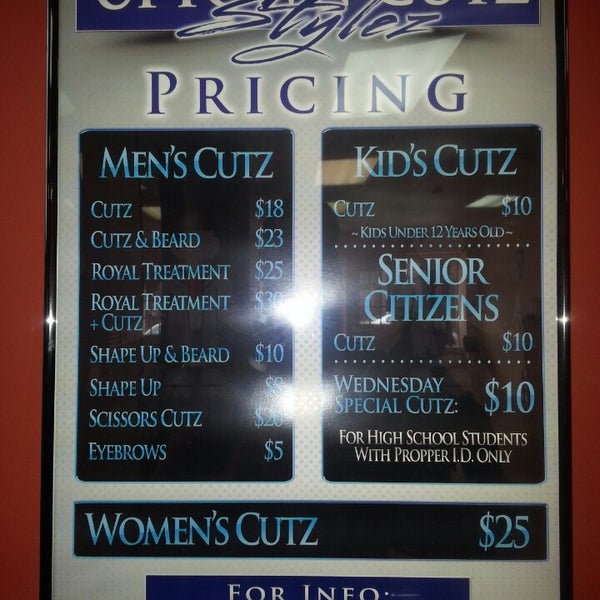 Stylez
PRICING
MEN'S CUTZ
CUTZ $18
CUTZ & BEARD $23
ROYAL TREATMENT $25
ROYAL TREATMENT
+ CUTZ
SHAPE UP & BEARD $10
SHAPE UP
SCISSORS CUTZ
EYEBROWS $5
KID'S CUTZ
CUTZ $10
~ KIDS UNDER 12 YEARS OLD ~
SENIOR
CITIZENS
CUTZ $10
WEDNESDAY
SPECIAL CUTZ: $10
FOR HIGH SCHOOL STUDENTS
WITH PROPPER I.D. ONLY
WOMEN'S CUTZ $25
FOR INFO: